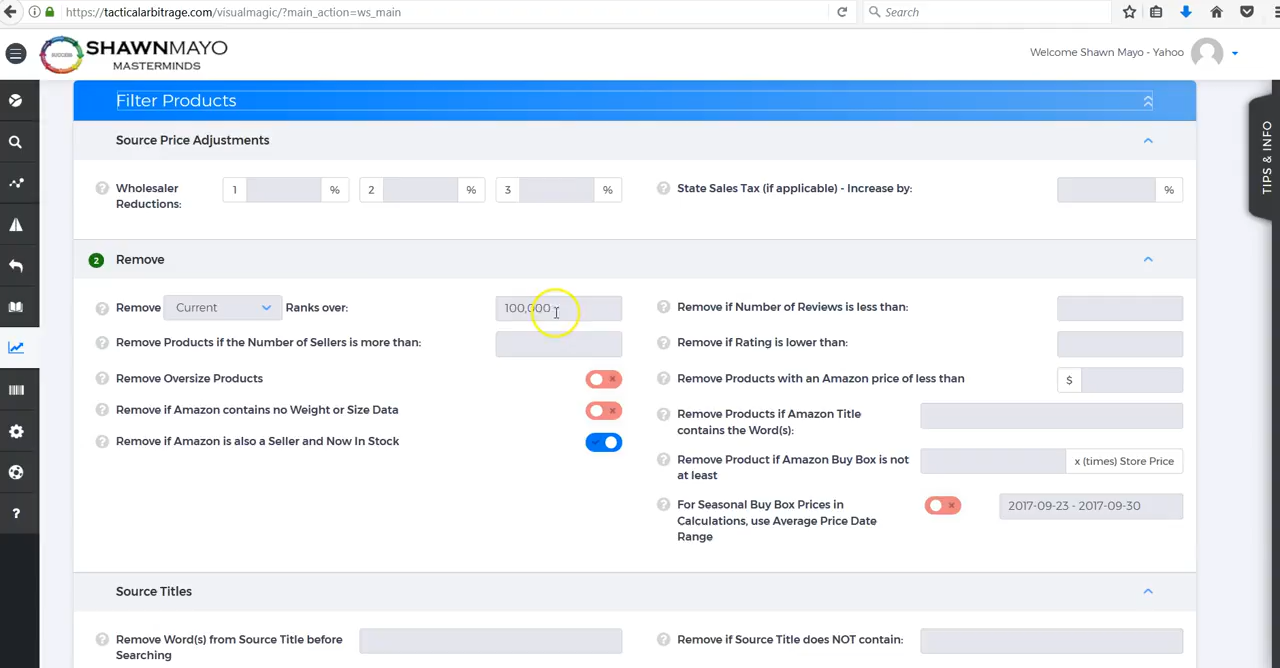 https://tacticalarbitrage.com/visualmagic/?main_action=ws_main
Search
SUCCESS
SHAWNMAYO
MASTERMINDS
Welcome Shawn Mayo - Yahoo
TIPS & INFO
Filter Products
Source Price Adjustments
Wholesaler
Reductions:
1 % 2 % 3 %
State Sales Tax (if applicable) - Increase by: %
2 Remove
Remove Current Ranks over: 100,000
Remove if Number of Reviews is less than:
Remove Products if the Number of Sellers is more than:
Remove if Rating is lower than:
Remove Oversize Products
Remove Products with an Amazon price of less than $
Remove if Amazon contains no Weight or Size Data
Remove Products if Amazon Title
contains the Word(s):
Remove if Amazon is also a Seller and Now In Stock
Remove Product if Amazon Buy Box is not
at least
x (times) Store Price
For Seasonal Buy Box Prices in
Calculations, use Average Price Date
Range
2017-09-23 - 2017-09-30
Source Titles
Remove Word(s) from Source Title before
Searching
Remove if Source Title does NOT contain: